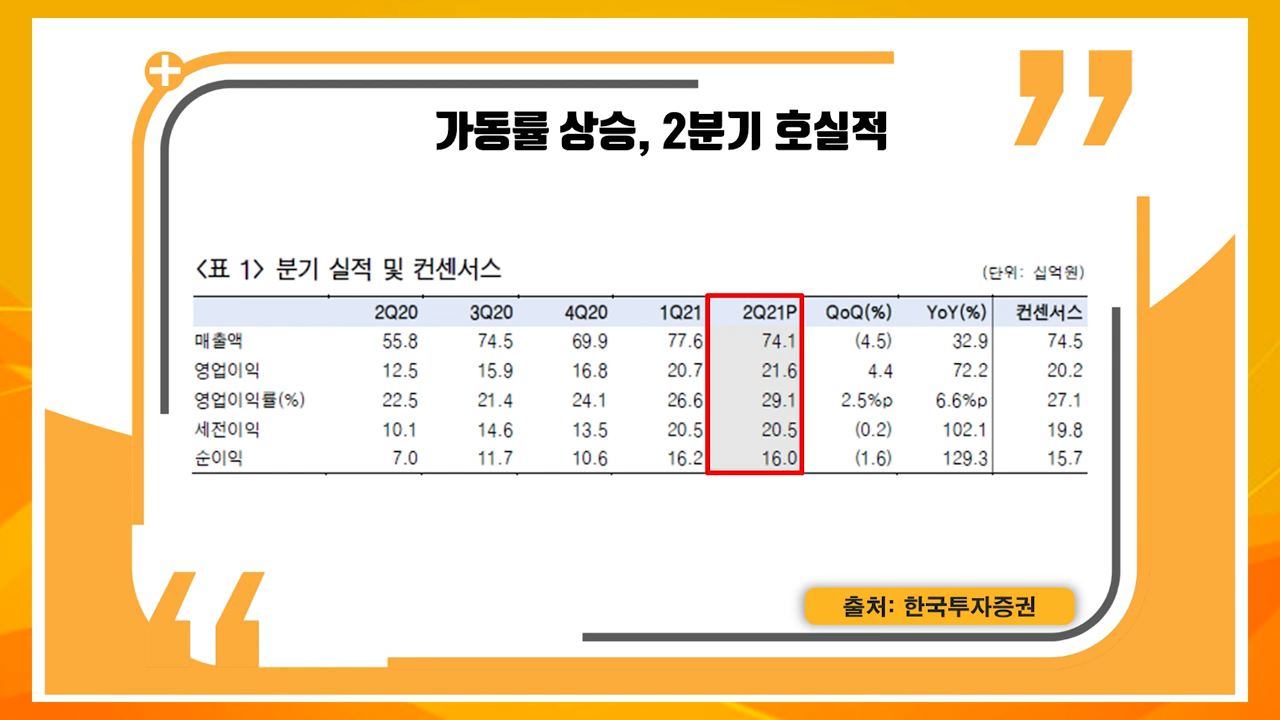 가동률 상승, 2분기 호실적
<표 1> 분기 실적 및 컨센서스
(단위: 십억원)
2Q20 3Q20 4Q20 1Q21 2Q21P QoQ(%) YoY(%) 컨센서스
매출액 55.8 74.5 69.9 77.6 74.1 (4.5) 32.9 74.5
영업이익 12.5 15.9 16.8 20.7 21.6 4.4 72.2 20.2
영업이익률(%) 22.5 21.4 24.1 26.6 29.1 2.5%p 6.6%p 27.1
세전이익 10.1 14.6 13.5 20.5 20.5 (0.2) 102.1 19.8
순이익 7.0 11.7 10.6 16.2 16.0 (1.6) 129.3 15.7
출처: 한국투자증권